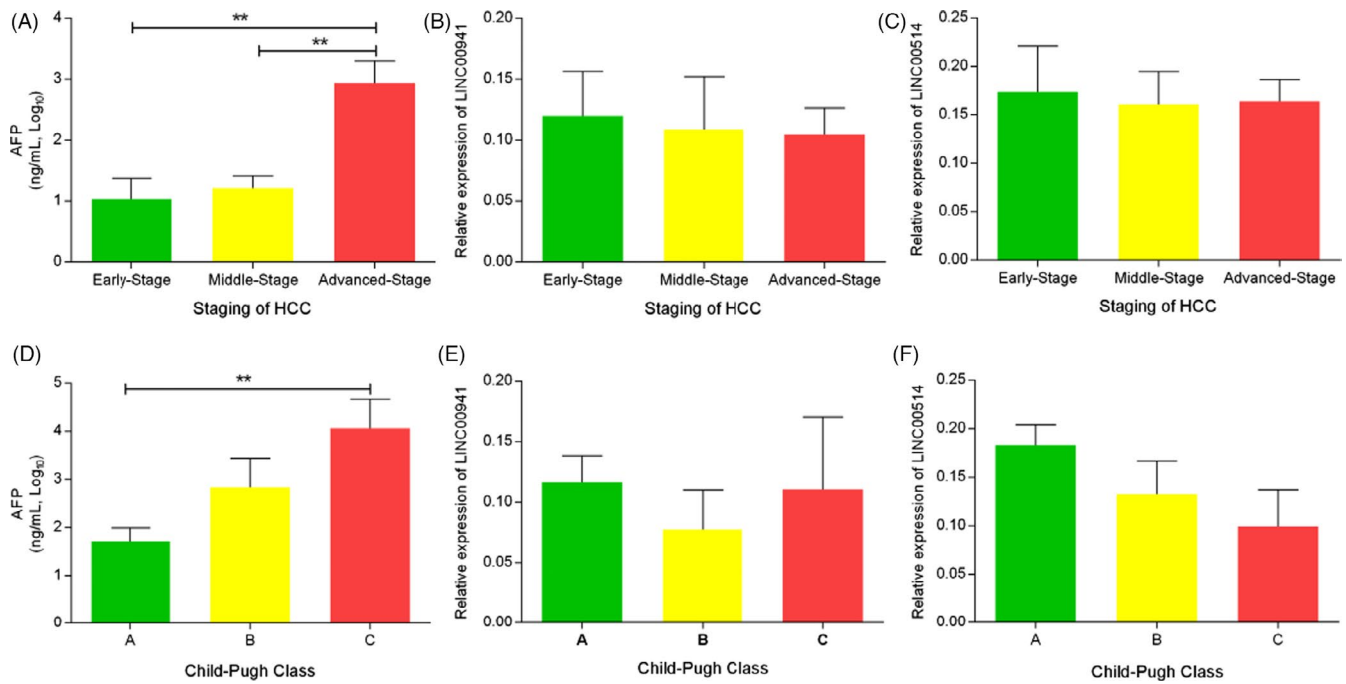 (A)
AFP
(ng/mL, Log₁₀)
4
3
2
1
0
**
**
Early-Stage Middle-Stage Advanced-Stage
Staging of HCC
(B)
Relative expression of LINC00941
0.20
0.15
0.10
0.05
0.00
Early-Stage Middle-Stage Advanced-Stage
Staging of HCC
(C)
Relative expression of LINC00514
0.25
0.20
0.15
0.10
0.05
0.00
Early-Stage Middle-Stage Advanced-Stage
Staging of HCC
(D)
AFP
(ng/mL, Log₁₀)
5
4
3
2
1
0
**
A B C
Child-Pugh Class
(E)
Relative expression of LINC00941
0.20
0.15
0.10
0.05
0.00
A B C
Child-Pugh Class
(F)
Relative expression of LINC00514
0.25
0.20
0.15
0.10
0.05
0.00
A B C
Child-Pugh Class